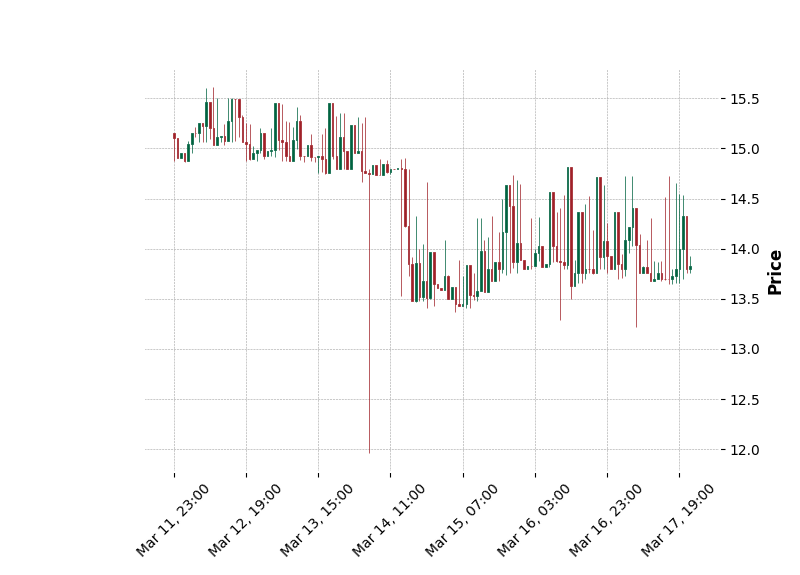 15.5
15.0
14.5
14.0
13.5
13.0
12.5
12.0
Price
Mar 11, 23:00
Mar 12, 19:00
Mar 13, 15:00
Mar 14, 11:00
Mar 15, 07:00
Mar 16, 03:00
Mar 16, 23:00
Mar 17, 19:00